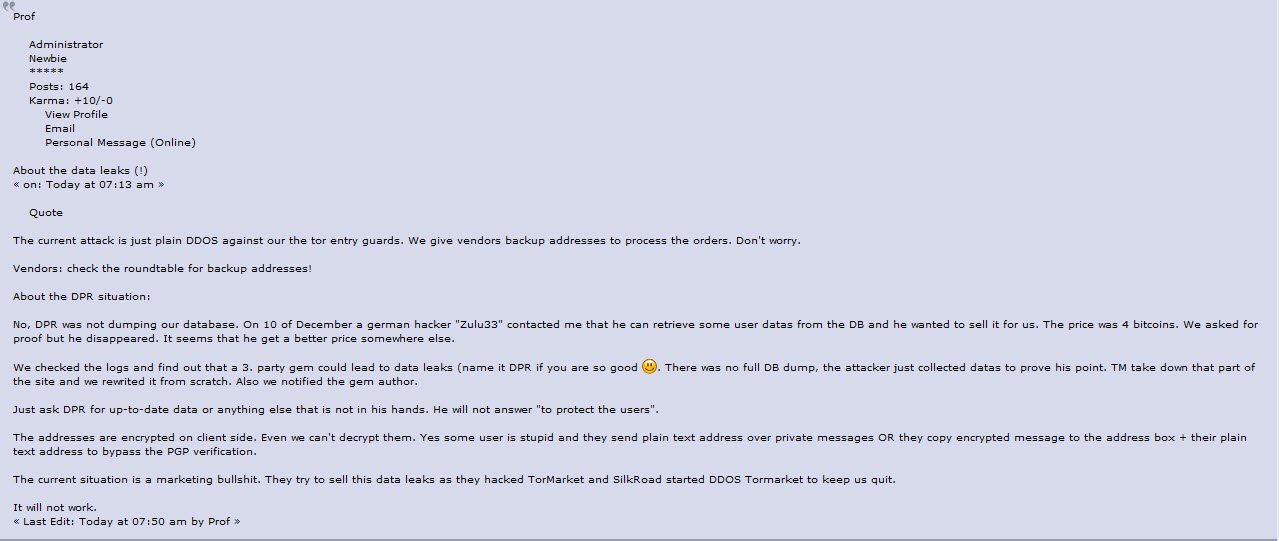 Prof
Administrator
Newbie
*****
Posts: 164
Karma: +10/-0
View Profile
Email
Personal Message (Online)
About the data leaks (!)
« on: Today at 07:13 am »
Quote
The current attack is just plain DDOS against our the tor entry guards. We give vendors backup addresses to process the orders. Don't worry.
Vendors: check the roundtable for backup addresses!
About the DPR situation:
No, DPR was not dumping our database. On 10 of December a german hacker "Zulu33" contacted me that he can retrieve some user datas from the DB and he wanted to sell it for us. The price was 4 bitcoins. We asked for
proof but he disappeared. It seems that he get a better price somewhere else.
We checked the logs and find out that a 3. party gem could lead to data leaks (name it DPR if you are so good 🙂. There was no full DB dump, the attacker just collected datas to prove his point. TM take down that part of
the site and we rewrited it from scratch. Also we notified the gem author.
Just ask DPR for up-to-date data or anything else that is not in his hands. He will not answer "to protect the users".
The addresses are encrypted on client side. Even we can't decrypt them. Yes some user is stupid and they send plain text address over private messages OR they copy encrypted message to the address box + their plain
text address to bypass the PGP verification.
The current situation is a marketing bullshit. They try to sell this data leaks as they hacked TorMarket and SilkRoad started DDOS Tormarket to keep us quit.
It will not work.
« Last Edit: Today at 07:50 am by Prof »